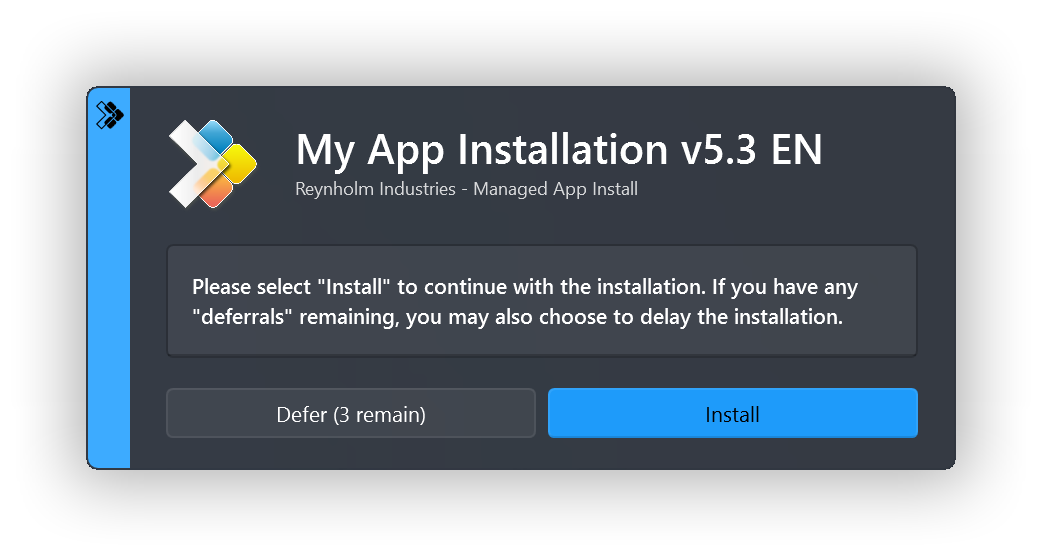 My App Installation v5.3 EN
Reynholm Industries - Managed App Install
Please select "Install" to continue with the installation. If you have any
"deferrals" remaining, you may also choose to delay the installation.
Defer (3 remain)
Install